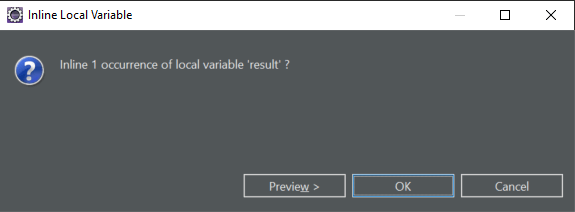 Inline Local Variable
Inline 1 occurrence of local variable 'result' ?
Preview >
OK
Cancel